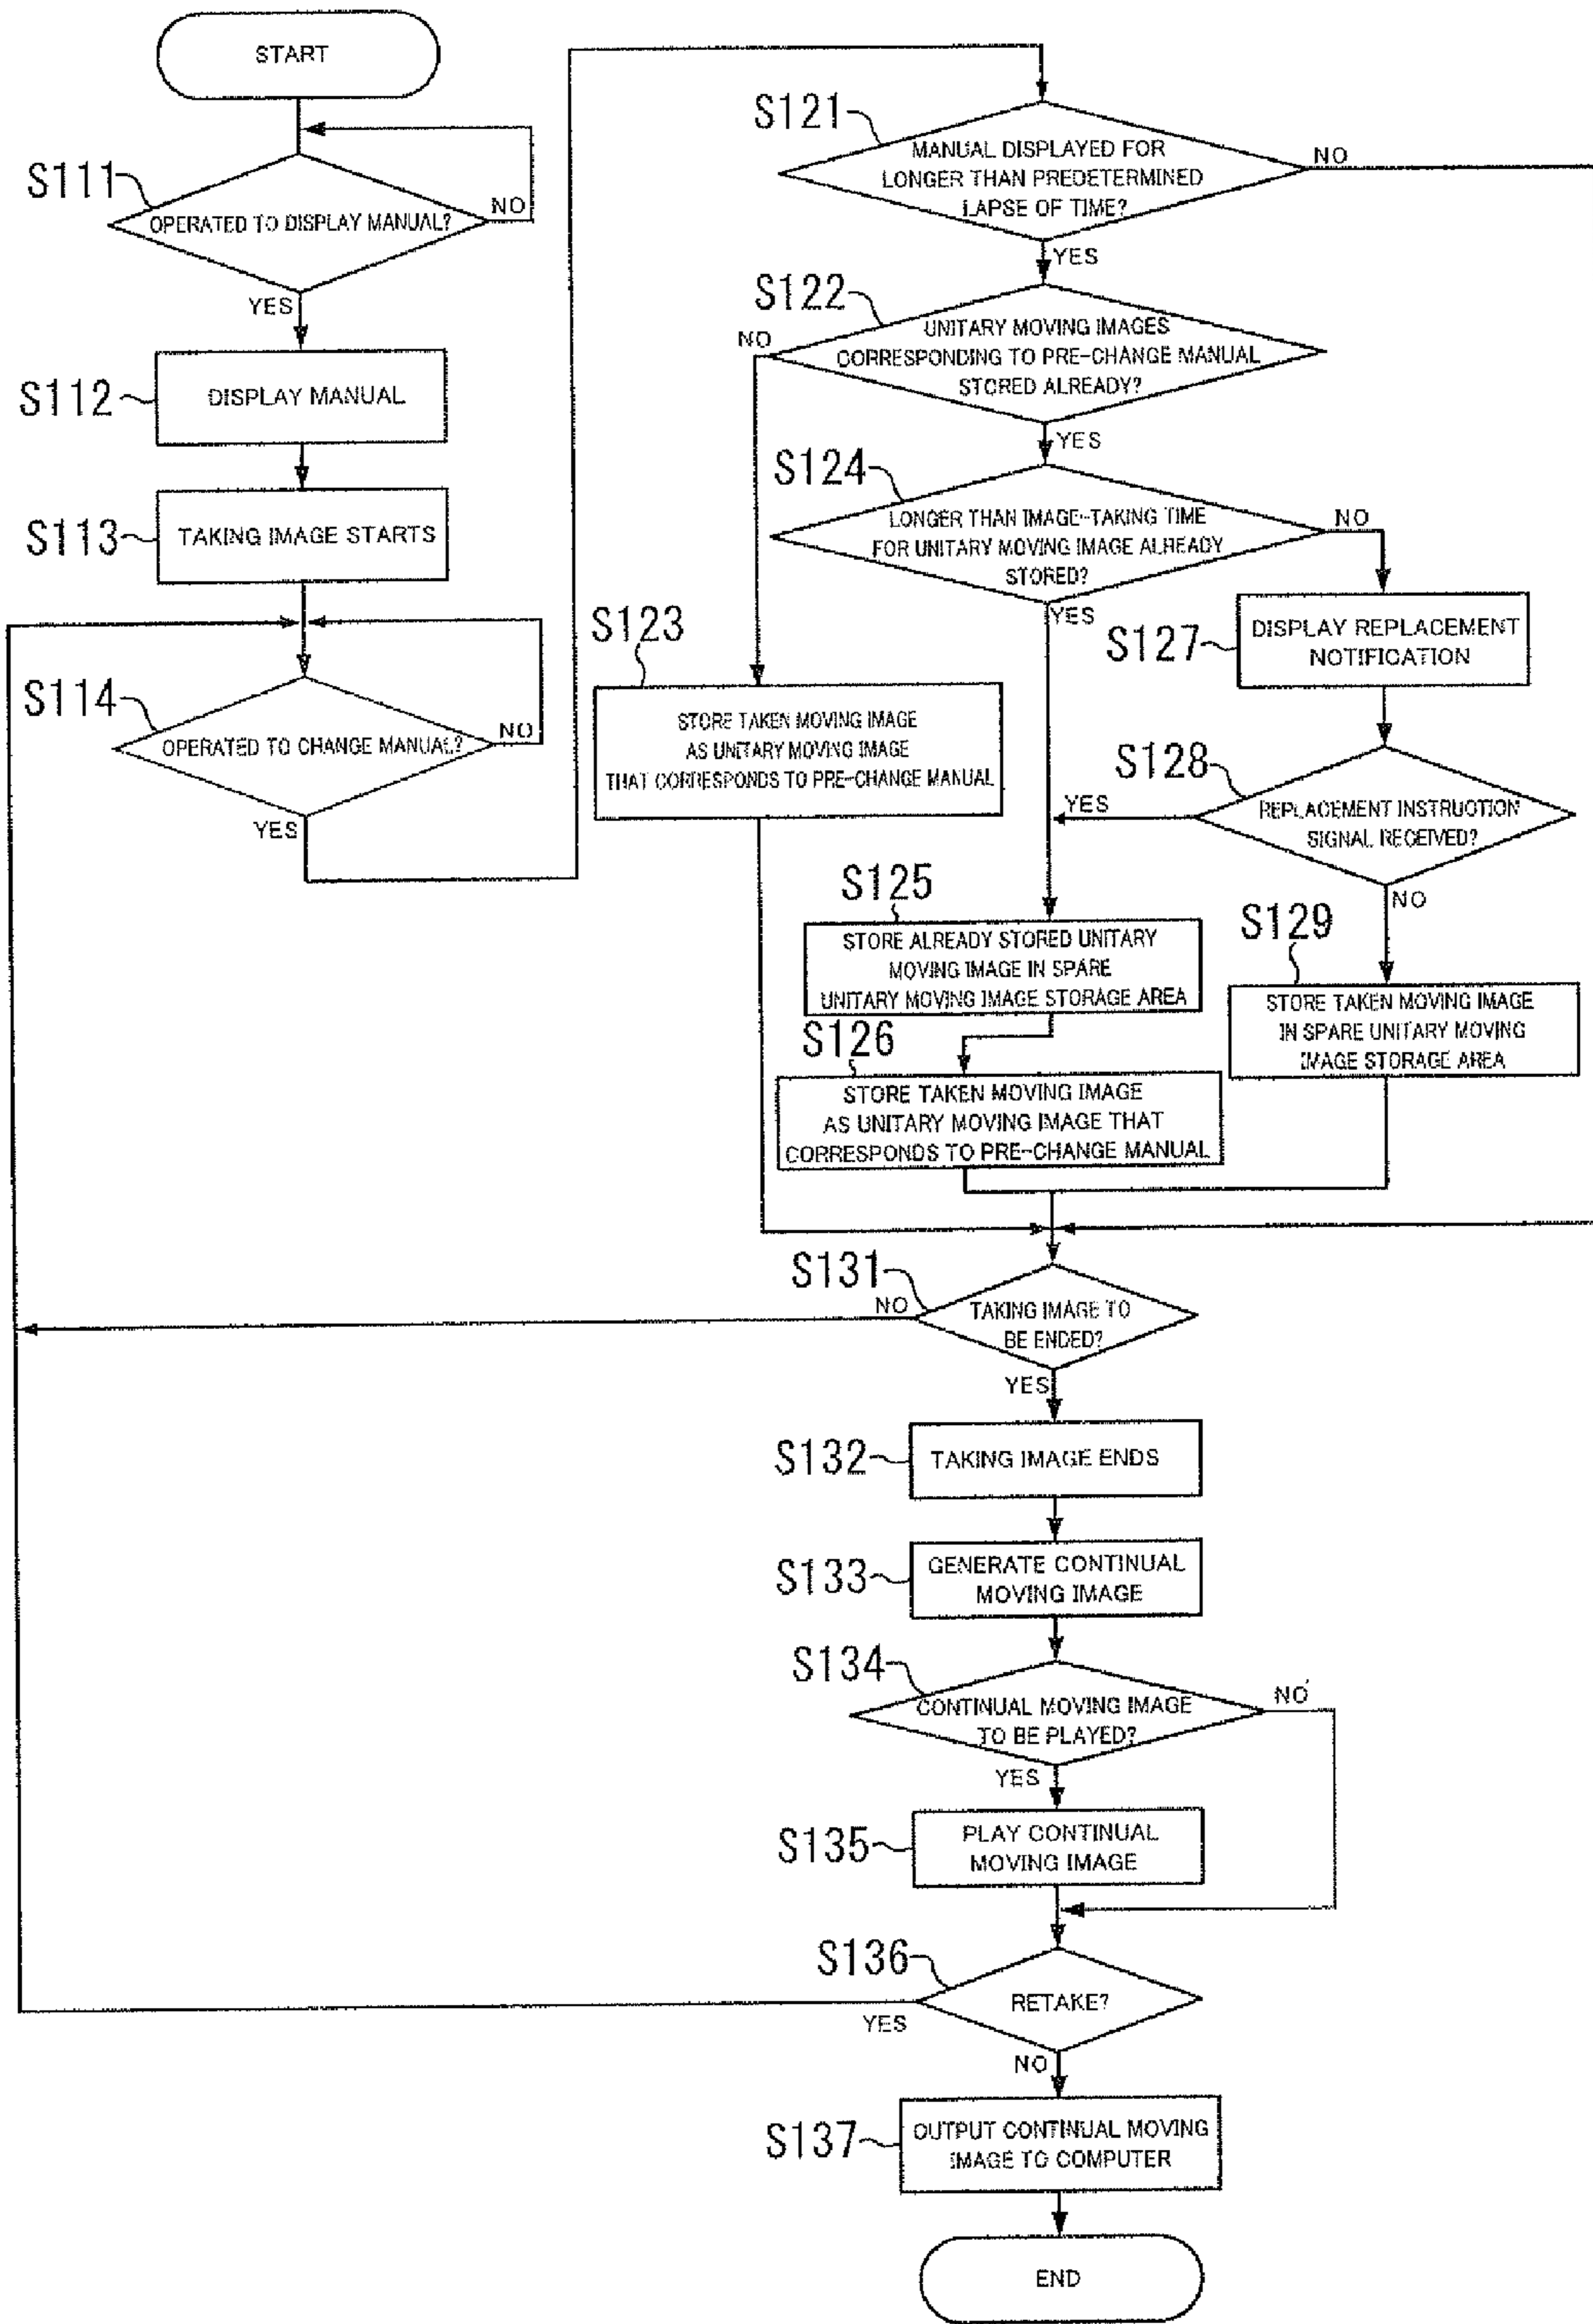 START
S111
OPERATED TO DISPLAY MANUAL?
NO
YES
S112
DISPLAY MANUAL
S113
TAKING IMAGE STARTS
S114
OPERATED TO CHANGE MANUAL?
NO
YES
S121
MANUAL DISPLAYED FOR
LONGER THAN PREDETERMINED
LAPSE OF TIME?
NO
YES
S122
UNITARY MOVING IMAGES
CORRESPONDING TO PRE-CHANGE MANUAL
STORED ALREADY?
NO
YES
S124
LONGER THAN IMAGE-TAKING TIME
FOR UNITARY MOVING IMAGE ALREADY
STORED?
NO
YES
S123
STORE TAKEN MOVING IMAGE
AS UNITARY MOVING IMAGE
THAT CORRESPONDS TO PRE-CHANGE MANUAL
S127
DISPLAY REPLACEMENT
NOTIFICATION
S128
REPLACEMENT INSTRUCTION
SIGNAL RECEIVED?
YES
NO
S125
STORE ALREADY STORED UNITARY
MOVING IMAGE IN SPARE
UNITARY MOVING IMAGE STORAGE AREA
S126
STORE TAKEN MOVING IMAGE
AS UNITARY MOVING IMAGE THAT
CORRESPONDS TO PRE-CHANGE MANUAL
S129
STORE TAKEN MOVING IMAGE
IN SPARE UNITARY MOVING
IMAGE STORAGE AREA
S131
TAKING IMAGE TO
BE ENDED?
NO
YES
S132
TAKING IMAGE ENDS
S133
GENERATE CONTINUAL
MOVING IMAGE
S134
CONTINUAL MOVING IMAGE
TO BE PLAYED?
NO
YES
S135
PLAY CONTINUAL
MOVING IMAGE
S136
RETAKE?
YES
NO
S137
OUTPUT CONTINUAL MOVING
IMAGE TO COMPUTER
END